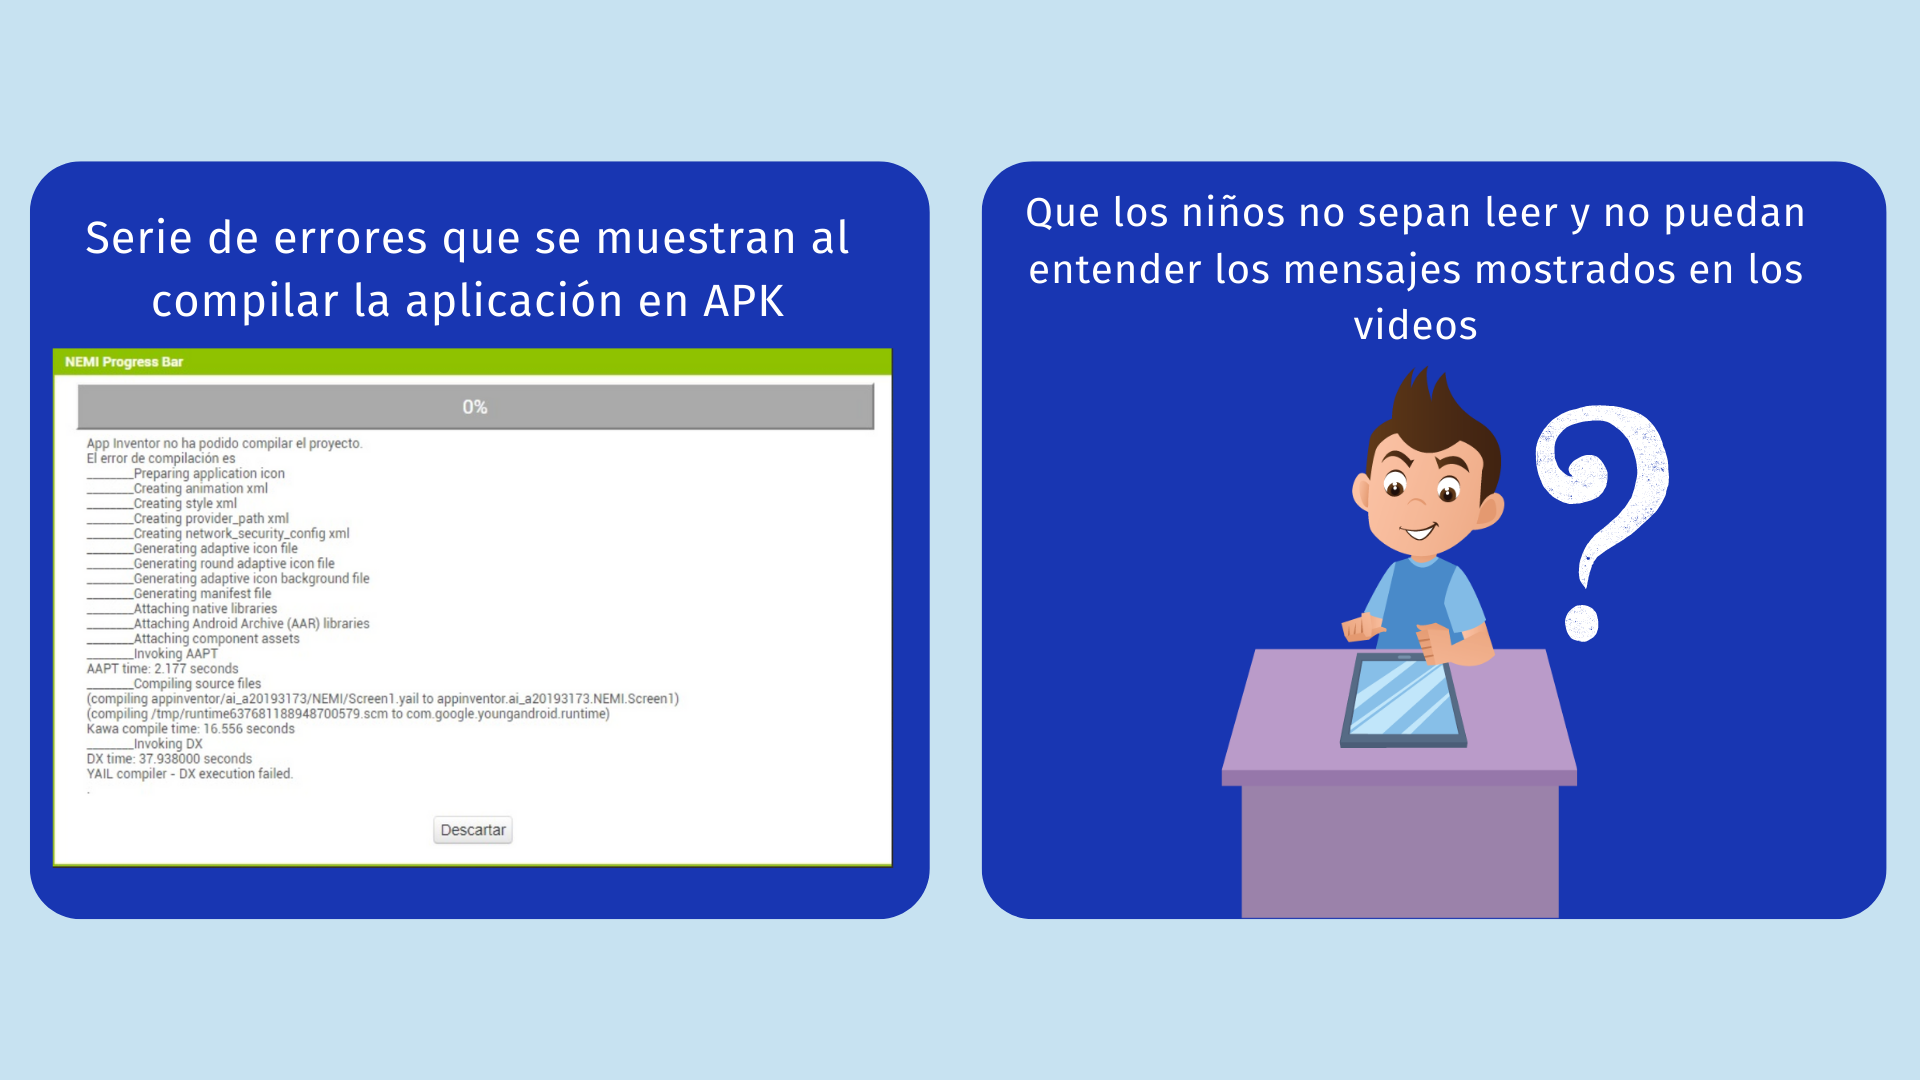 Serie de errores que se muestran al
compilar la aplicación en APK
NEMI Progress Bar
0%
App Inventor no ha podido compilar el proyecto.
El error de compilación es
________Preparing application icon
________Creating animation xml
________Creating style xml
________Creating provider_path xml
________Creating network_security_config xml
________Generating adaptive icon file
________Generating round adaptive icon file
________Generating adaptive icon background file
________Generating manifest file
________Attaching native libraries
________Attaching Android Archive (AAR) libraries
________Attaching component assets
________Invoking AAPT
AAPT time: 2.177 seconds
________Compiling source files
(compiling appinventor/ai_a20193173/NEMI/Screen1.yail to appinventor.ai_a20193173.NEMI.Screen1)
(compiling /tmp/runtime637681188948700579.scm to com.google.youngandroid.runtime)
Kawa compile time: 16.556 seconds
________Invoking DX
DX time: 37.938000 seconds
YAIL compiler - DX execution failed.
.
Descartar
Que los niños no sepan leer y no puedan
entender los mensajes mostrados en los
videos
?